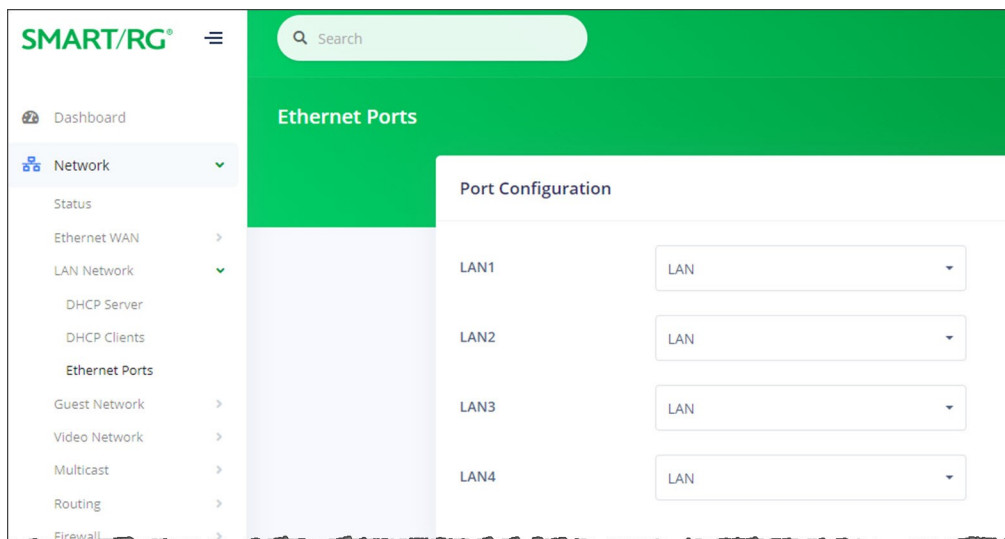 SMART/RG®
Search
Dashboard
Ethernet Ports
Network
Port Configuration
Status
Ethernet WAN
LAN Network
LAN1 LAN
DHCP Server
DHCP Clients
LAN2 LAN
Ethernet Ports
Guest Network
LAN3 LAN
Video Network
Multicast
LAN4 LAN
Routing
Firewall